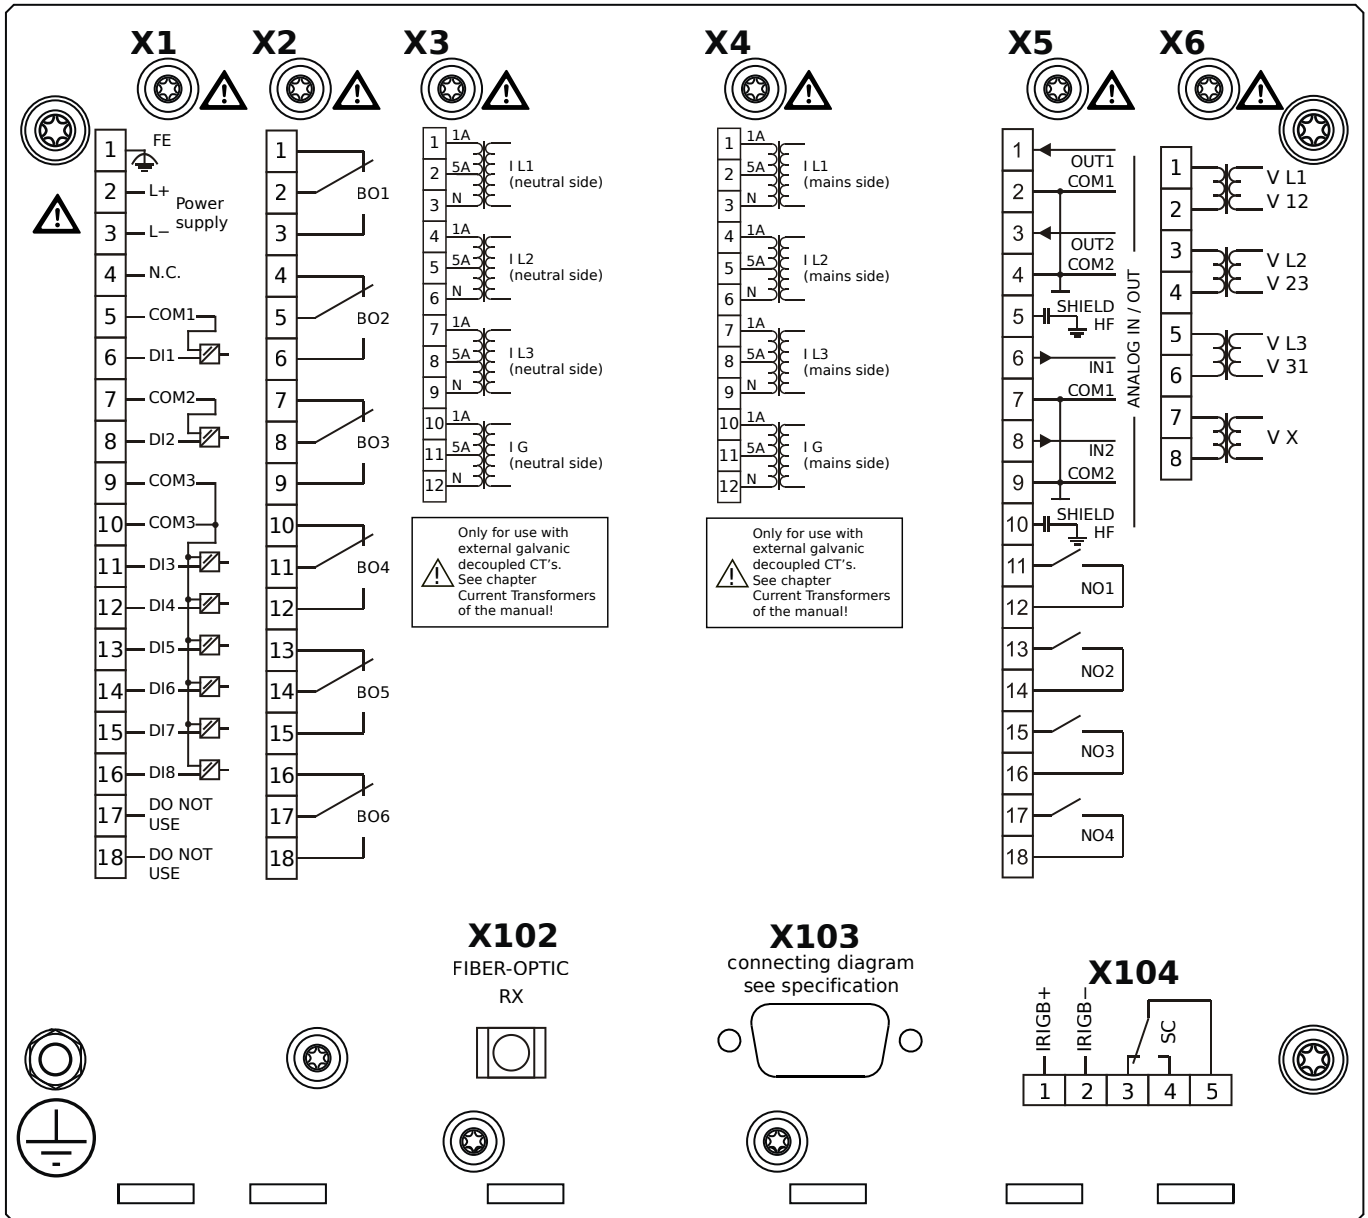 X1
X2
X3
X4
X5
X6
1
FE
2
L+
Power
supply
3
L−
4
N.C.
5
COM1
6
DI1
7
COM2
8
DI2
9
COM3
10
COM3
11
DI3
12
DI4
13
DI5
14
DI6
15
DI7
16
DI8
17
DO NOT
USE
18
DO NOT
USE
1
2
BO1
3
4
5
BO2
6
7
8
BO3
9
10
11
BO4
12
13
14
BO5
15
16
17
BO6
18
1
1A
2
5A
I L1
(neutral side)
3
N
4
1A
5
5A
I L2
(neutral side)
6
N
7
1A
8
5A
I L3
(neutral side)
9
N
10
1A
11
5A
I G
(neutral side)
12
N
Only for use with
external galvanic
decoupled CT's.
See chapter
Current Transformers
of the manual!
1
1A
2
5A
I L1
(mains side)
3
N
4
1A
5
5A
I L2
(mains side)
6
N
7
1A
8
5A
I L3
(mains side)
9
N
10
1A
11
5A
I G
(mains side)
12
N
Only for use with
external galvanic
decoupled CT's.
See chapter
Current Transformers
of the manual!
1
OUT1
2
COM1
3
OUT2
4
COM2
5
SHIELD
HF
6
IN1
7
COM1
8
IN2
9
COM2
10
SHIELD
HF
ANALOG IN / OUT
11
NO1
12
13
NO2
14
15
NO3
16
17
NO4
18
1
V L1
V 12
2
3
V L2
V 23
4
5
V L3
V 31
6
7
V X
8
X102
FIBER-OPTIC
RX
X103
connecting diagram
see specification
X104
IRIGB+
IRIGB−
SC
1
2
3
4
5